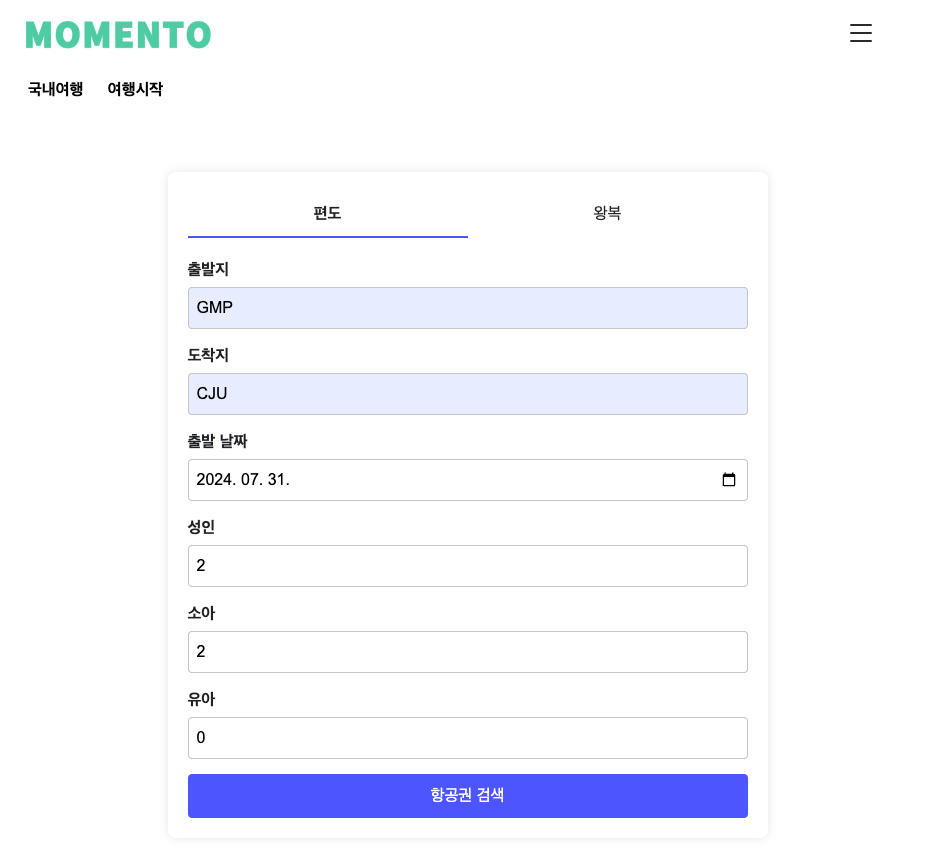 MOMENTO
국내여행 여행시작
편도 왕복
출발지
GMP
도착지
CJU
출발 날짜
2024. 07. 31.
성인
2
소아
2
유아
0
항공권 검색